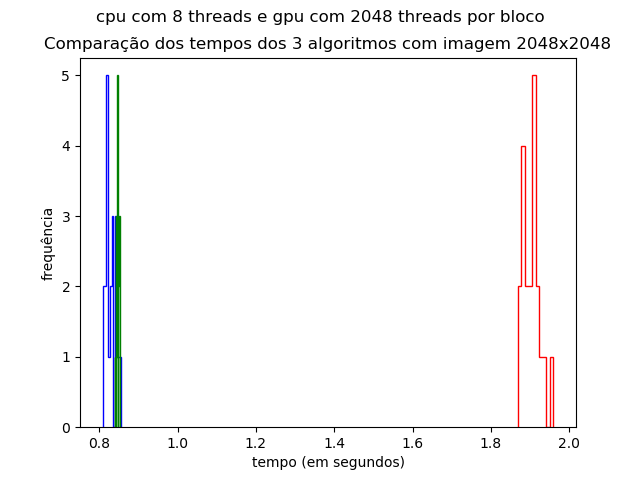 cpu com 8 threads e gpu com 2048 threads por bloco
Comparação dos tempos dos 3 algoritmos com imagem 2048x2048
frequência
5
4
3
2
1
0
0.8 1.0 1.2 1.4 1.6 1.8 2.0
tempo (em segundos)